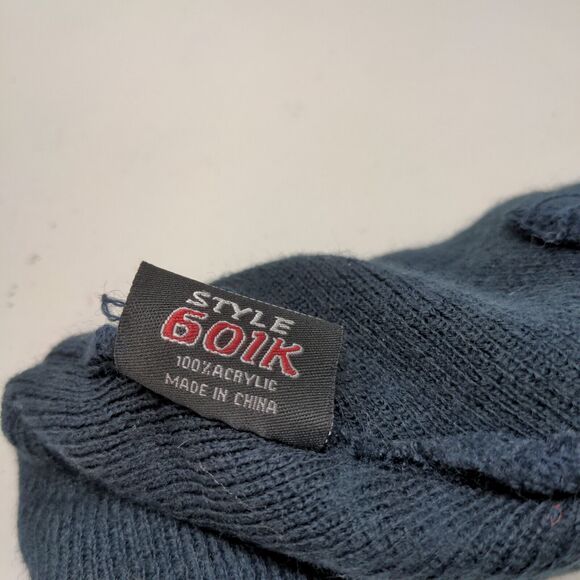 STYLE
601K
100% ACRYLIC
MADE IN CHINA